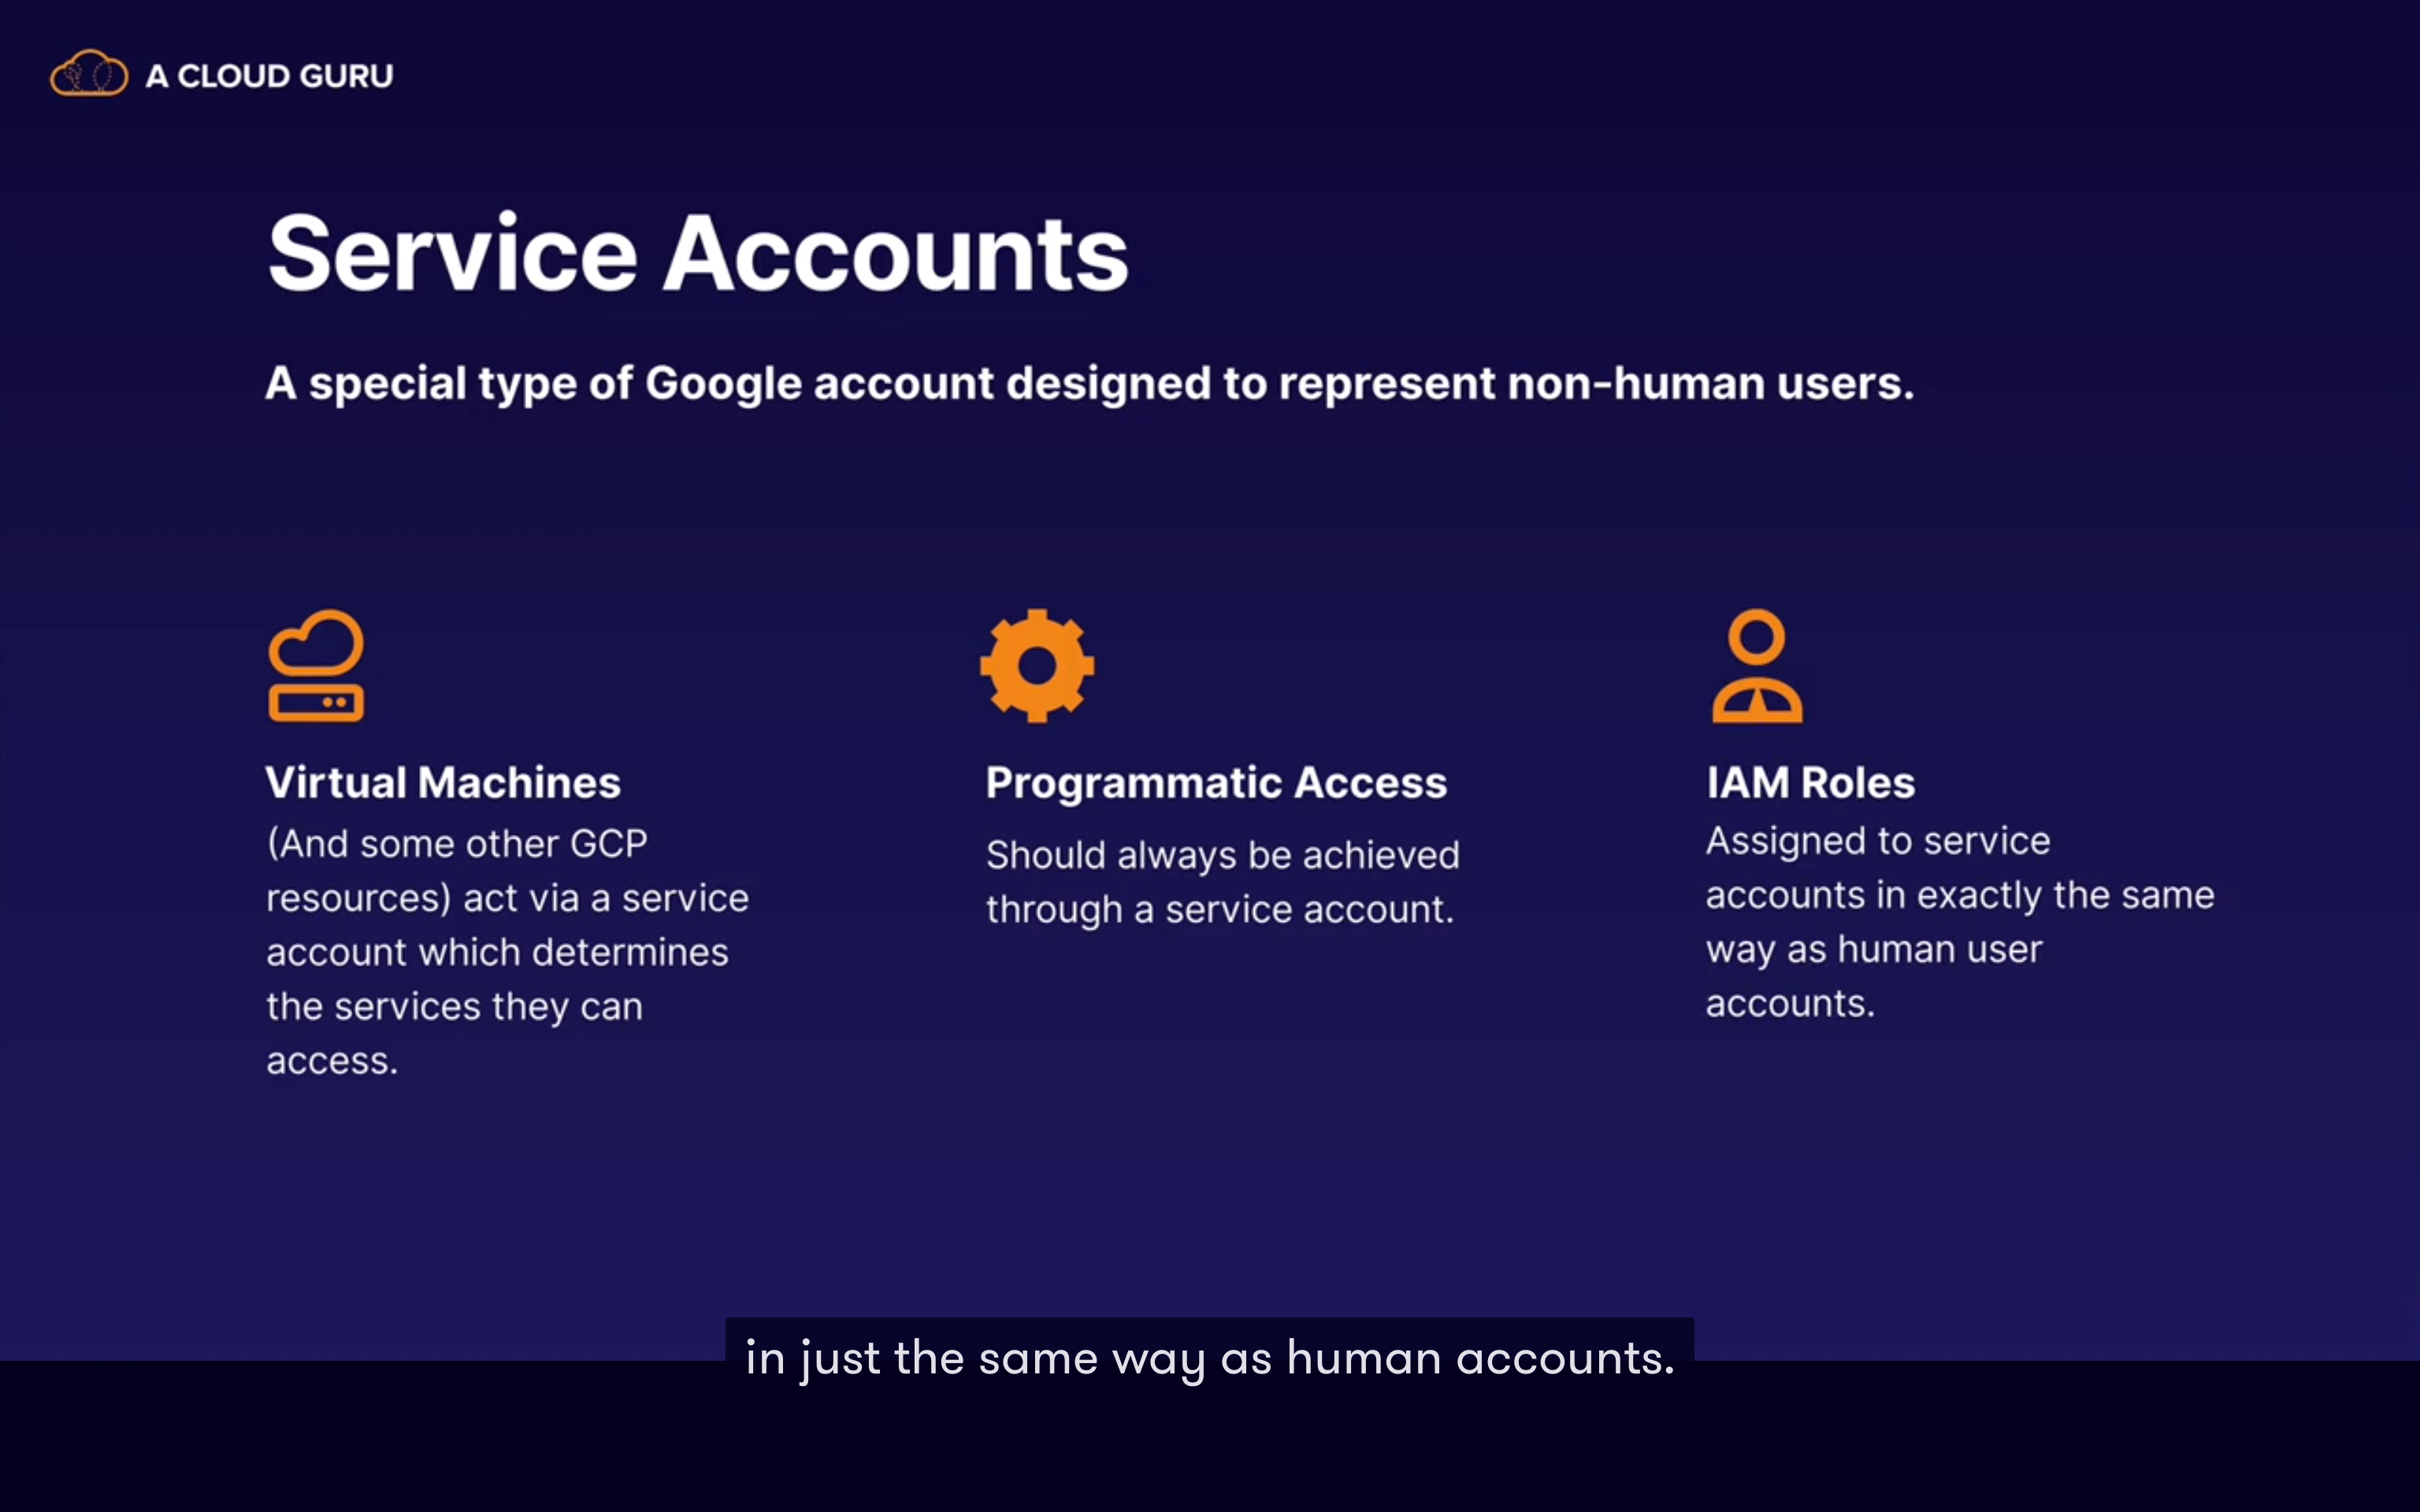 A CLOUD GURU
Service Accounts
A special type of Google account designed to represent non-human users.
Virtual Machines
(And some other GCP
resources) act via a service
account which determines
the services they can
access.
Programmatic Access
Should always be achieved
through a service account.
IAM Roles
Assigned to service
accounts in exactly the same
way as human user
accounts.
in just the same way as human accounts.